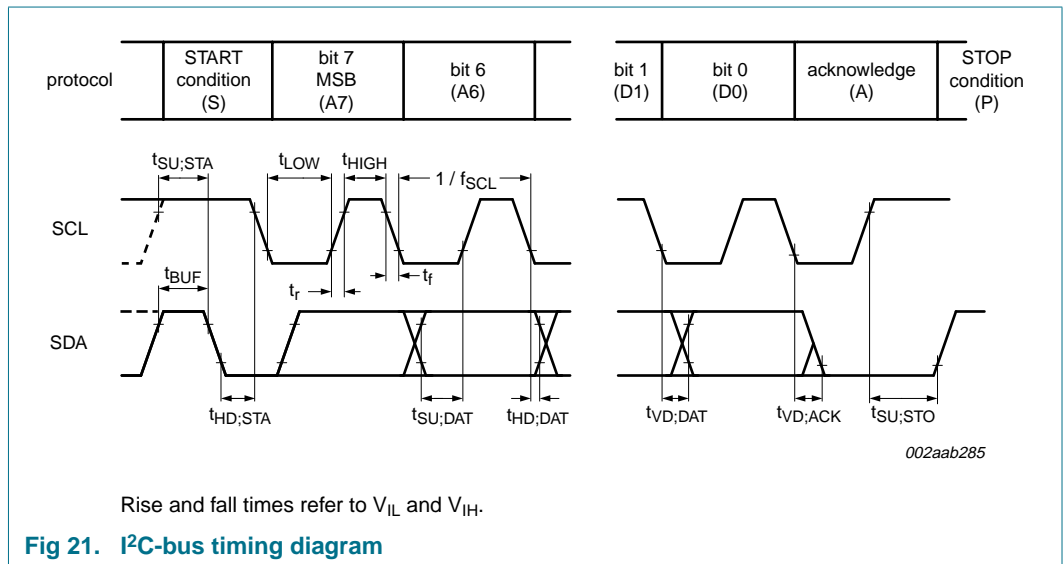 protocol
START
condition
(S)
bit 7
MSB
(A7)
bit 6
(A6)
bit 1
(D1)
bit 0
(D0)
acknowledge
(A)
STOP
condition
(P)
tSU;STA
tLOW
tHIGH
1 / fSCL
SCL
tBUF
tr
tf
SDA
tHD;STA
tSU;DAT
tHD;DAT
tVD;DAT
tVD;ACK
tSU;STO
002aab285
Rise and fall times refer to VIL and VIH.
Fig 21. I²C-bus timing diagram